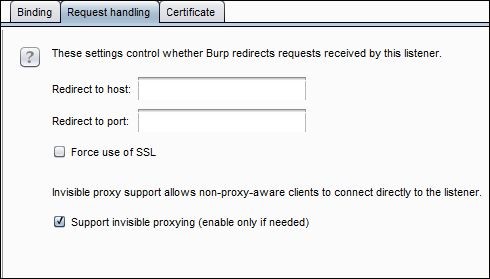 Binding Request handling Certificate
? These settings control whether Burp redirects requests received by this listener.
Redirect to host:
Redirect to port:
Force use of SSL
Invisible proxy support allows non-proxy-aware clients to connect directly to the listener.
Support invisible proxying (enable only if needed)